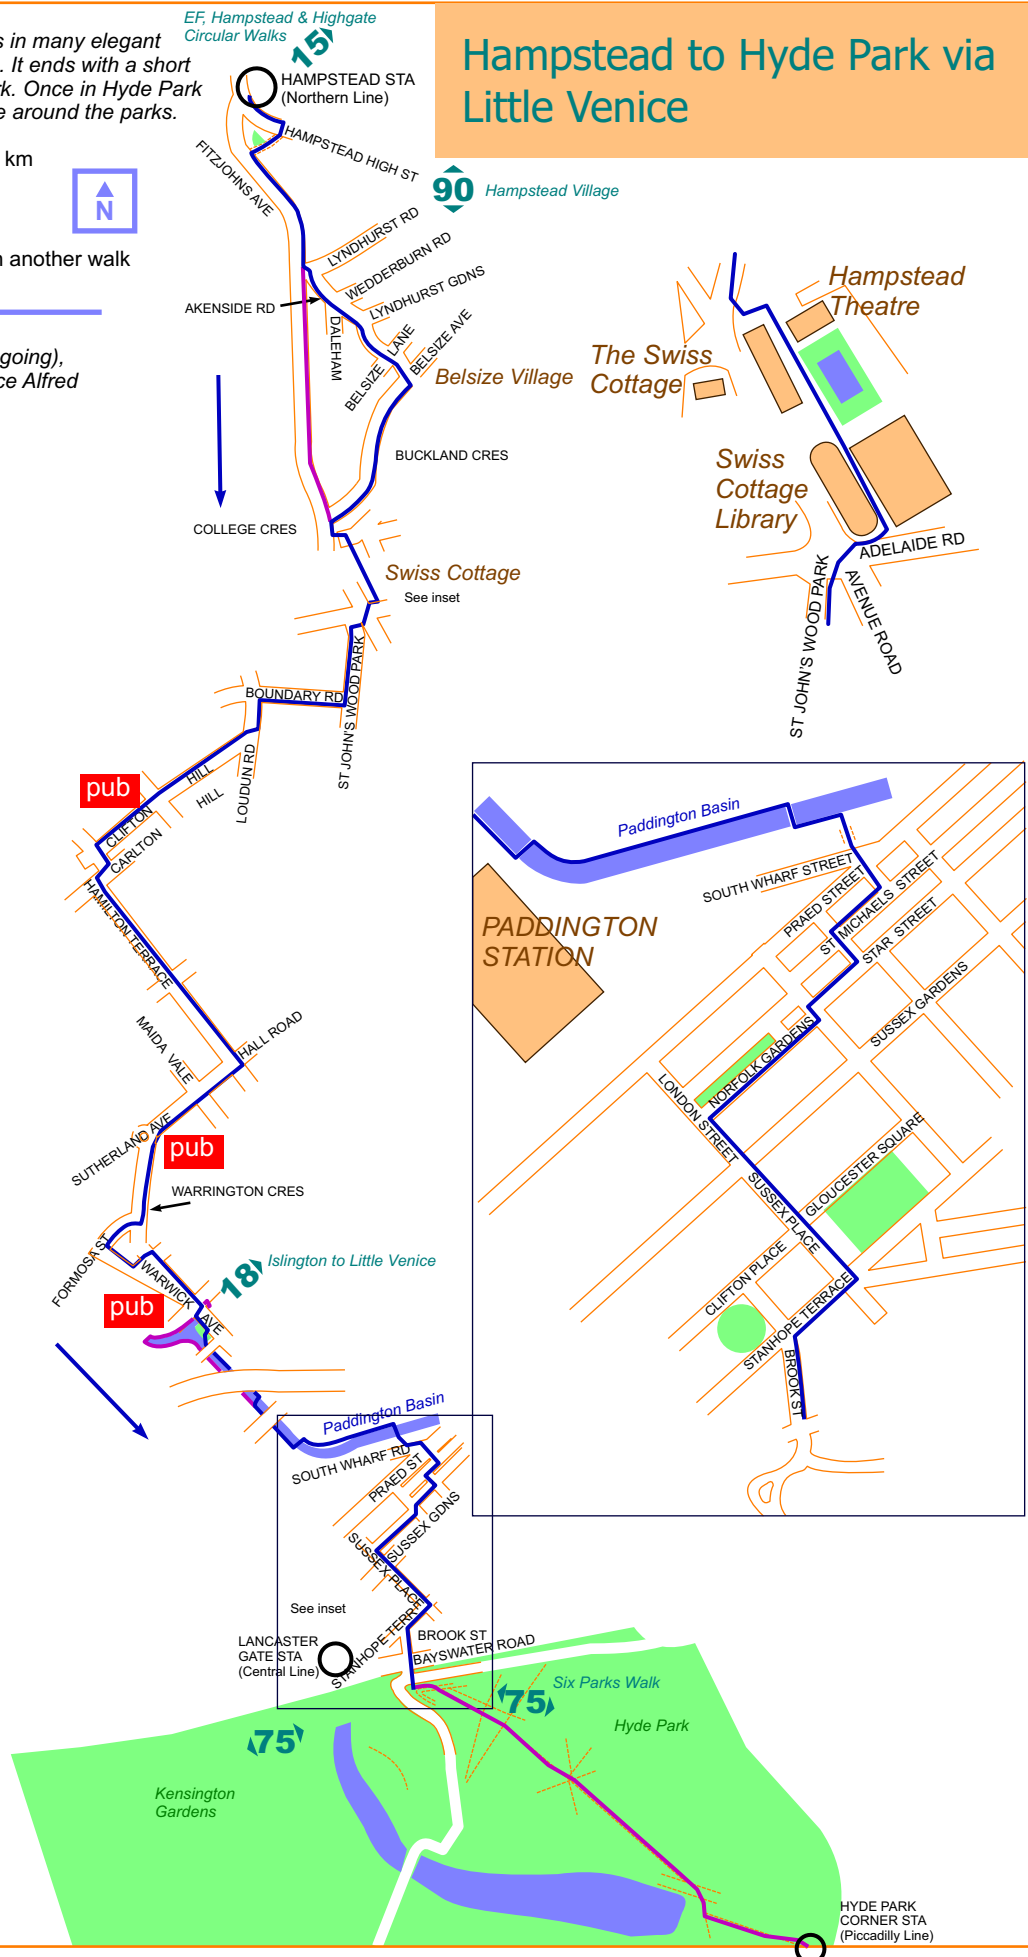 EF, Hampstead & Highgate
Circular Walks
15
s in many elegant
. It ends with a short
rk. Once in Hyde Park
e around the parks.
km
N
n another walk
going),
ce Alfred
Hampstead to Hyde Park via
Little Venice
HAMPSTEAD STA
(Northern Line)
HAMPSTEAD HIGH ST
FITZJOHNS AVE
90
Hampstead Village
LYNDHURST RD
WEDDERBURN RD
LYNDHURST GDNS
AKENSIDE RD
DALEHAM
BELSIZE LANE
BELSIZE AVE
Belsize Village
BUCKLAND CRES
COLLEGE CRES
Swiss Cottage
See inset
Hampstead
Theatre
The Swiss
Cottage
Swiss
Cottage
Library
ADELAIDE RD
AVENUE ROAD
ST JOHN'S WOOD PARK
BOUNDARY RD
ST JOHN'S WOOD PARK
LOUDUN RD
pub
CLIFTON HILL
CARLTON HILL
HAMILTON TERRACE
MAIDA VALE
HALL ROAD
SUTHERLAND AVE
pub
WARRINGTON CRES
FORMOSA ST
WARWICK AVE
pub
18
Islington to Little Venice
Paddington Basin
SOUTH WHARF RD
PRAED ST
SUSSEX GDNS
SUSSEX PLACE
See inset
STANHOPE TERR
BROOK ST
BAYSWATER ROAD
LANCASTER
GATE STA
(Central Line)
Paddington Basin
SOUTH WHARF STREET
PADDINGTON
STATION
PRAED STREET
ST MICHAELS STREET
STAR STREET
SUSSEX GARDENS
NORFOLK GARDENS
LONDON STREET
SUSSEX PLACE
GLOUCESTER SQUARE
CLIFTON PLACE
STANHOPE TERRACE
BROOK ST
75
75
Six Parks Walk
Hyde Park
Kensington
Gardens
HYDE PARK
CORNER STA
(Piccadilly Line)